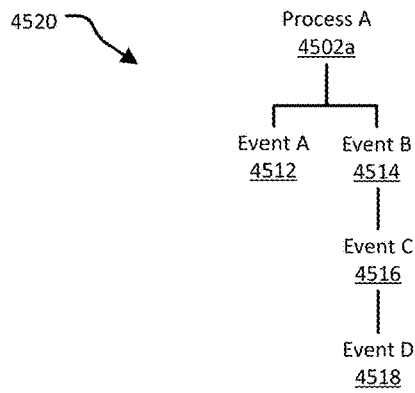 4520
Process A
4502a
Event A
4512
Event B
4514
Event C
4516
Event D
4518